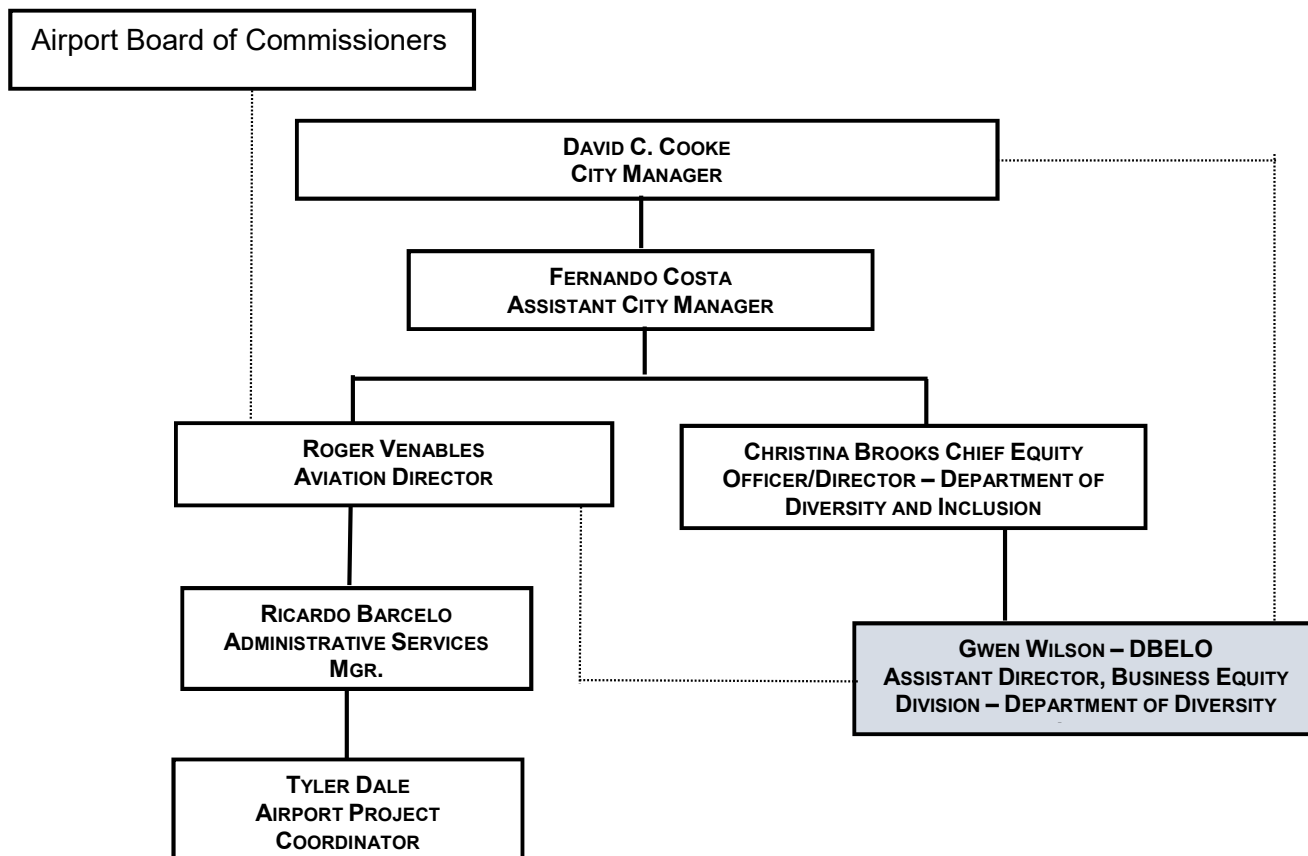 Airport Board of Commissioners
DAVID C. COOKE
CITY MANAGER
FERNANDO COSTA
ASSISTANT CITY MANAGER
ROGER VENABLES
AVIATION DIRECTOR
CHRISTINA BROOKS CHIEF EQUITY
OFFICER/DIRECTOR – DEPARTMENT OF
DIVERSITY AND INCLUSION
RICARDO BARCELO
ADMINISTRATIVE SERVICES
MGR.
GWEN WILSON – DBELO
ASSISTANT DIRECTOR, BUSINESS EQUITY
DIVISION – DEPARTMENT OF DIVERSITY
TYLER DALE
AIRPORT PROJECT
COORDINATOR